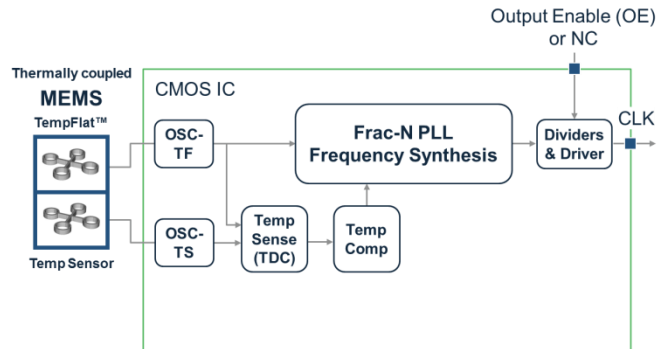 Output Enable (OE)
or NC
Thermally coupled
MEMS
TempFlat™
CMOS IC
CLK
OSC-
TF
Frac-N PLL
Frequency Synthesis
Dividers
& Driver
OSC-
TS
Temp
Sense
(TDC)
Temp
Comp
Temp Sensor